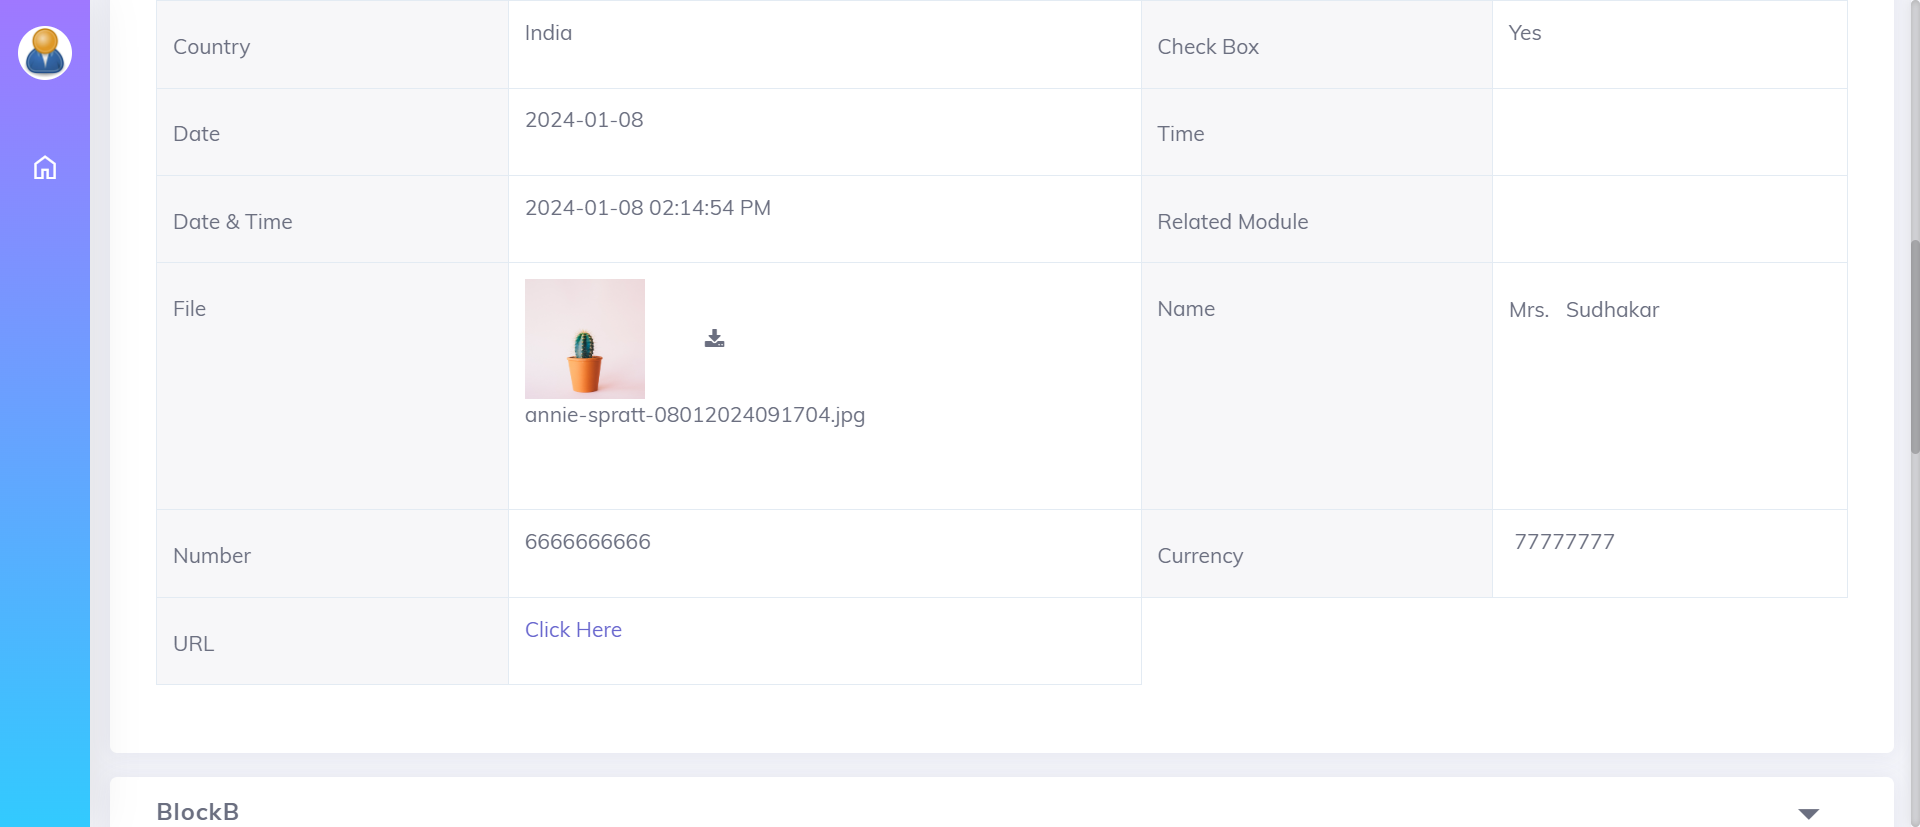 Country India Check Box Yes
Date 2024-01-08 Time
Date & Time 2024-01-08 02:14:54 PM Related Module
File Name Mrs. Sudhakar
annie-spratt-08012024091704.jpg
Number 6666666666 Currency 77777777
URL Click Here
BlockB